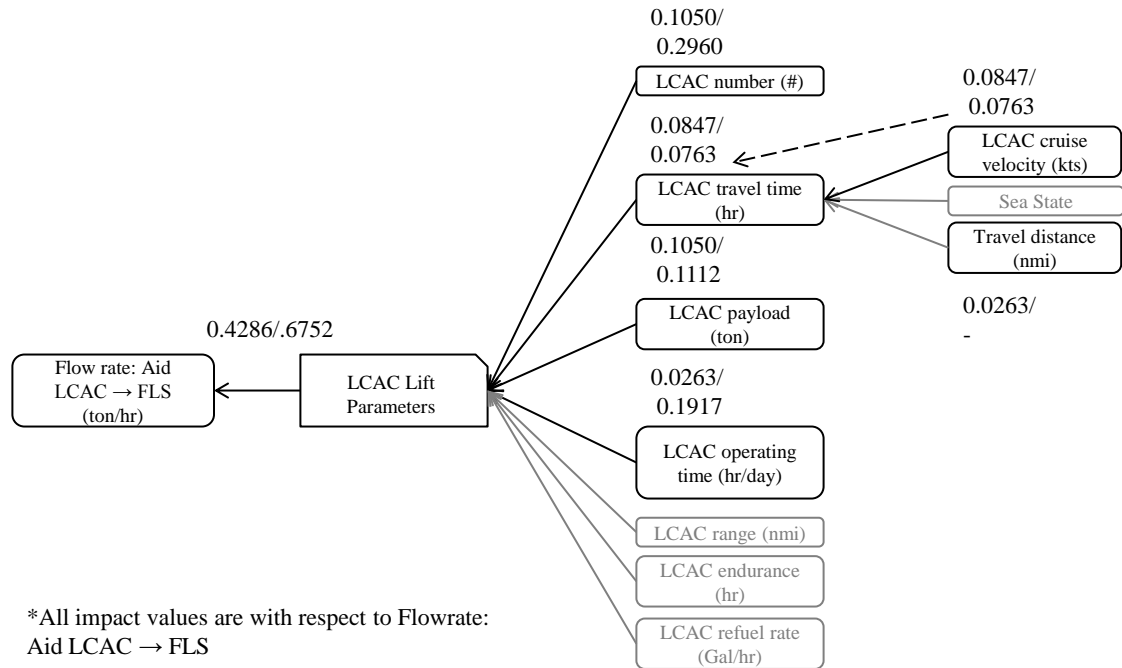 0.1050/
0.2960
LCAC number (#)
0.0847/
0.0763
LCAC travel time
(hr)
0.0847/
0.0763
LCAC cruise
velocity (kts)
Sea State
Travel distance
(nmi)
0.0263/
-
0.1050/
0.1112
LCAC payload
(ton)
0.4286/.6752
Flow rate: Aid
LCAC → FLS
(ton/hr)
LCAC Lift
Parameters
0.0263/
0.1917
LCAC operating
time (hr/day)
LCAC range (nmi)
LCAC endurance
(hr)
LCAC refuel rate
(Gal/hr)
*All impact values are with respect to Flowrate:
Aid LCAC → FLS